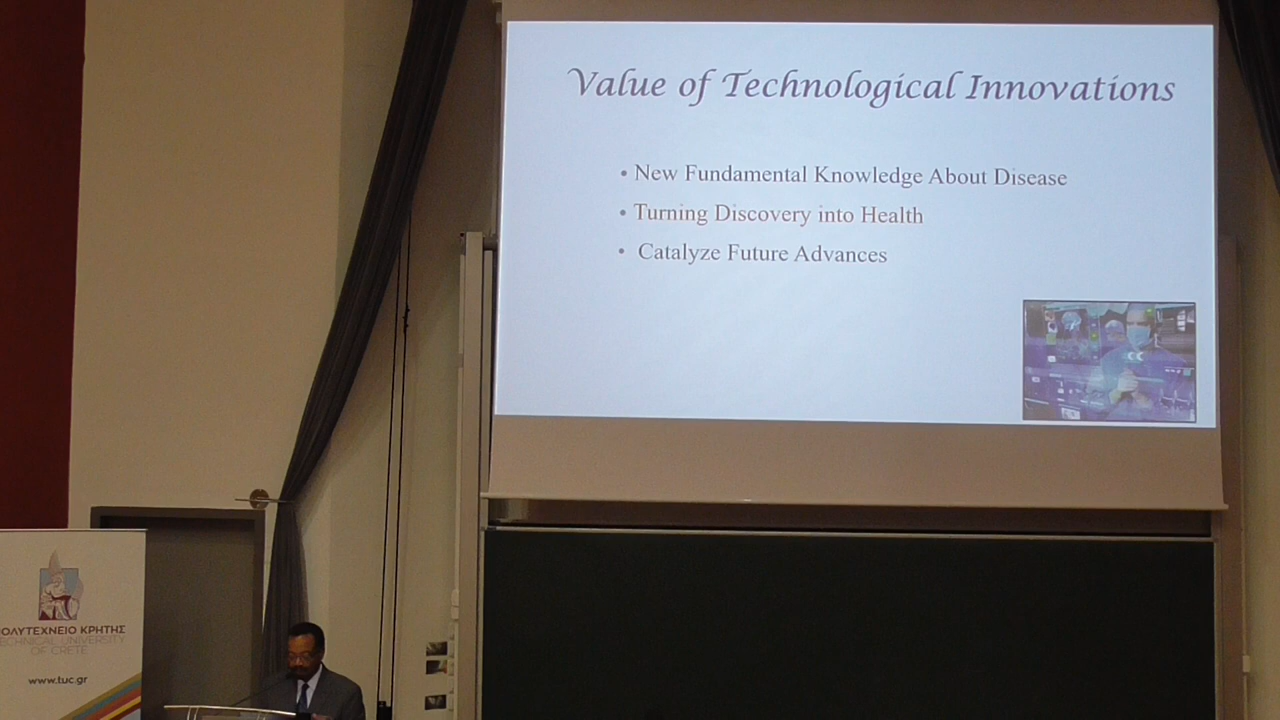 Value of Technological Innovations
• New Fundamental Knowledge About Disease
• Turning Discovery into Health
• Catalyze Future Advances
ΟΛΥΤΕΧΝΕΙΟ ΚΡΗΤΗΣ
ECHNICAL UNIVERSITY
OF CRETE
www.tuc.gr